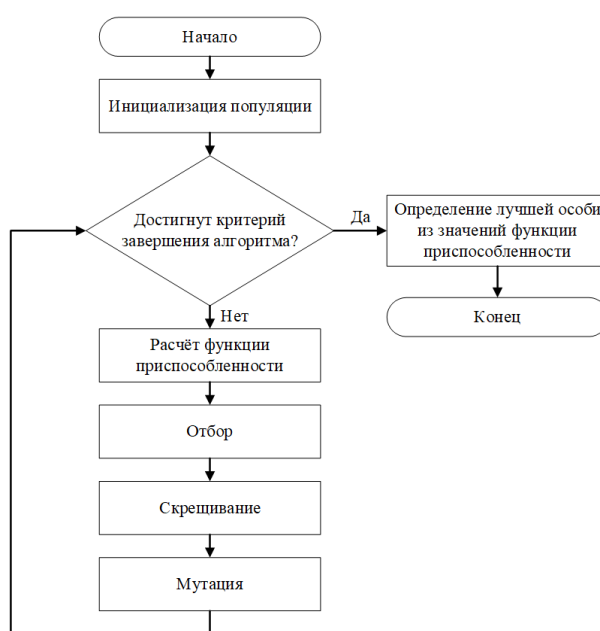 Начало
Инициализация популяции
Достигнут критерий
завершения алгоритма?
Да
Определение лучшей особи
из значений функции
приспособленности
Конец
Нет
Расчёт функции
приспособленности
Отбор
Скрещивание
Мутация